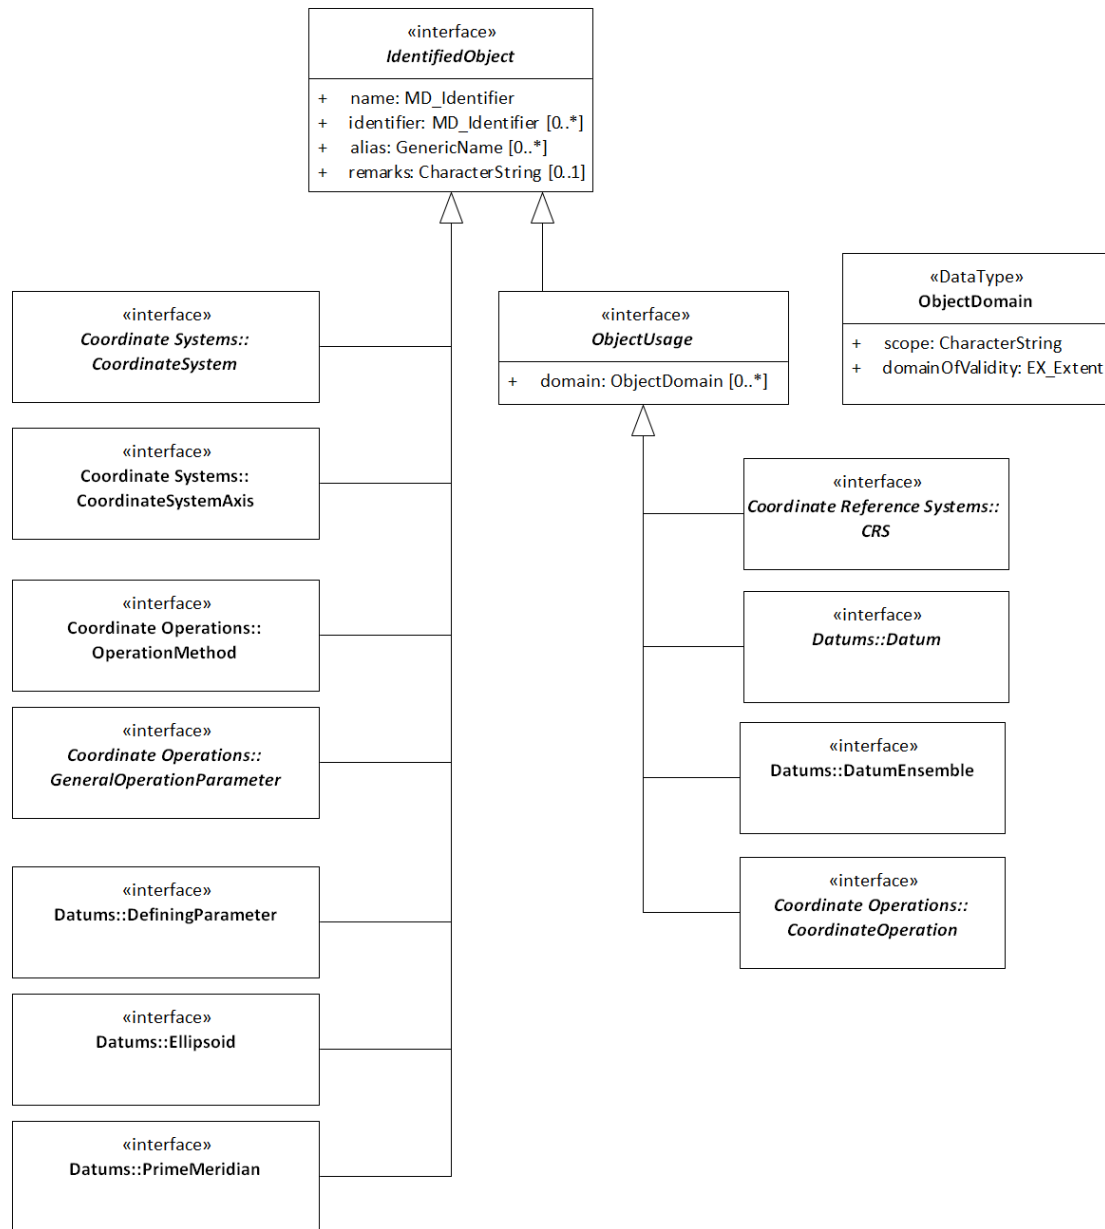 «interface»
IdentifiedObject
+ name: MD_Identifier
+ identifier: MD_Identifier [0..*]
+ alias: GenericName [0..*]
+ remarks: CharacterString [0..1]
«interface»
Coordinate Systems::
CoordinateSystem
«interface»
Coordinate Systems::
CoordinateSystemAxis
«interface»
Coordinate Operations::
OperationMethod
«interface»
Coordinate Operations::
GeneralOperationParameter
«interface»
Datums::DefiningParameter
«interface»
Datums::Ellipsoid
«interface»
Datums::PrimeMeridian
«interface»
ObjectUsage
+ domain: ObjectDomain [0..*]
«DataType»
ObjectDomain
+ scope: CharacterString
+ domainOfValidity: EX_Extent
«interface»
Coordinate Reference Systems::
CRS
«interface»
Datums::Datum
«interface»
Datums::DatumEnsemble
«interface»
Coordinate Operations::
CoordinateOperation